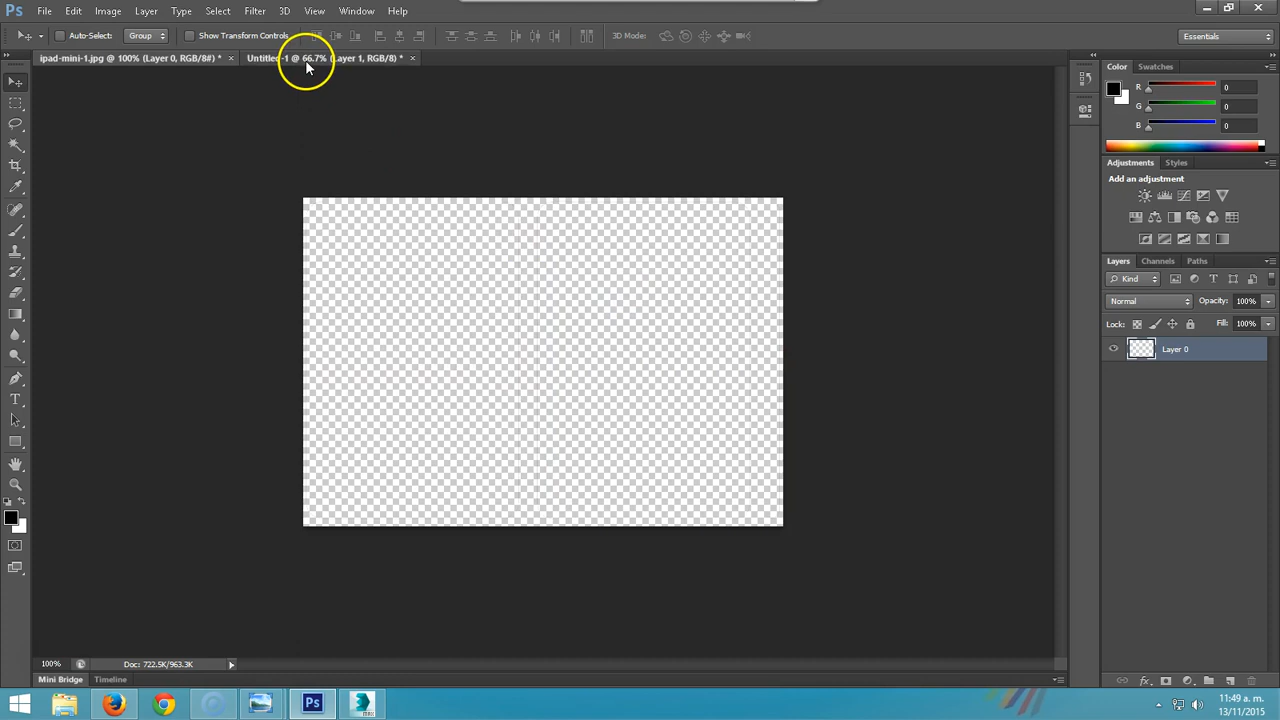 Ps File Edit Image Layer Type Select Filter 3D View Window Help
Auto-Select: Group Show Transform Controls 3D Mode: Essentials
ipad-mini-1.jpg @ 100% (Layer 0, RGB/8#) * × Untitled-1 @ 66.7% (Layer 1, RGB/8) * ×
Color Swatches
R 0
G 0
B 0
Adjustments Styles
Add an adjustment
Layers Channels Paths
Kind
Normal Opacity: 100%
Lock: Fill: 100%
Layer 0
100% Doc: 722.5K/963.3K
Mini Bridge Timeline
Ps
11:49 a. m.
13/11/2015